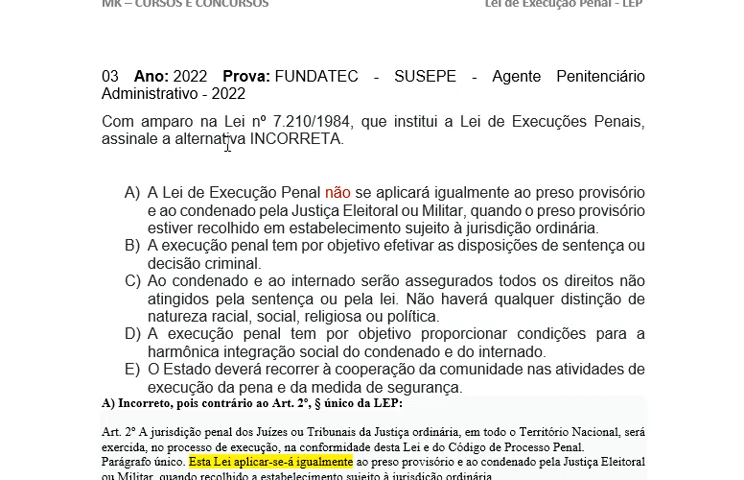 MK – CURSOS E CONCURSOS Lei de Execução Penal - LEP
03 Ano: 2022 Prova: FUNDATEC - SUSEPE - Agente Penitenciário
Administrativo - 2022
Com amparo na Lei nº 7.210/1984, que institui a Lei de Execuções Penais,
assinale a alternativa INCORRETA.
A) A Lei de Execução Penal não se aplicará igualmente ao preso provisório
e ao condenado pela Justiça Eleitoral ou Militar, quando o preso provisório
estiver recolhido em estabelecimento sujeito à jurisdição ordinária.
B) A execução penal tem por objetivo efetivar as disposições de sentença ou
decisão criminal.
C) Ao condenado e ao internado serão assegurados todos os direitos não
atingidos pela sentença ou pela lei. Não haverá qualquer distinção de
natureza racial, social, religiosa ou política.
D) A execução penal tem por objetivo proporcionar condições para a
harmônica integração social do condenado e do internado.
E) O Estado deverá recorrer à cooperação da comunidade nas atividades de
execução da pena e da medida de segurança.
A) Incorreto, pois contrário ao Art. 2º, § único da LEP:
Art. 2º A jurisdição penal dos Juízes ou Tribunais da Justiça ordinária, em todo o Território Nacional, será
exercida, no processo de execução, na conformidade desta Lei e do Código de Processo Penal.
Parágrafo único. Esta Lei aplicar-se-á igualmente ao preso provisório e ao condenado pela Justiça Eleitoral
ou Militar, quando recolhido a estabelecimento sujeito à jurisdição ordinária.